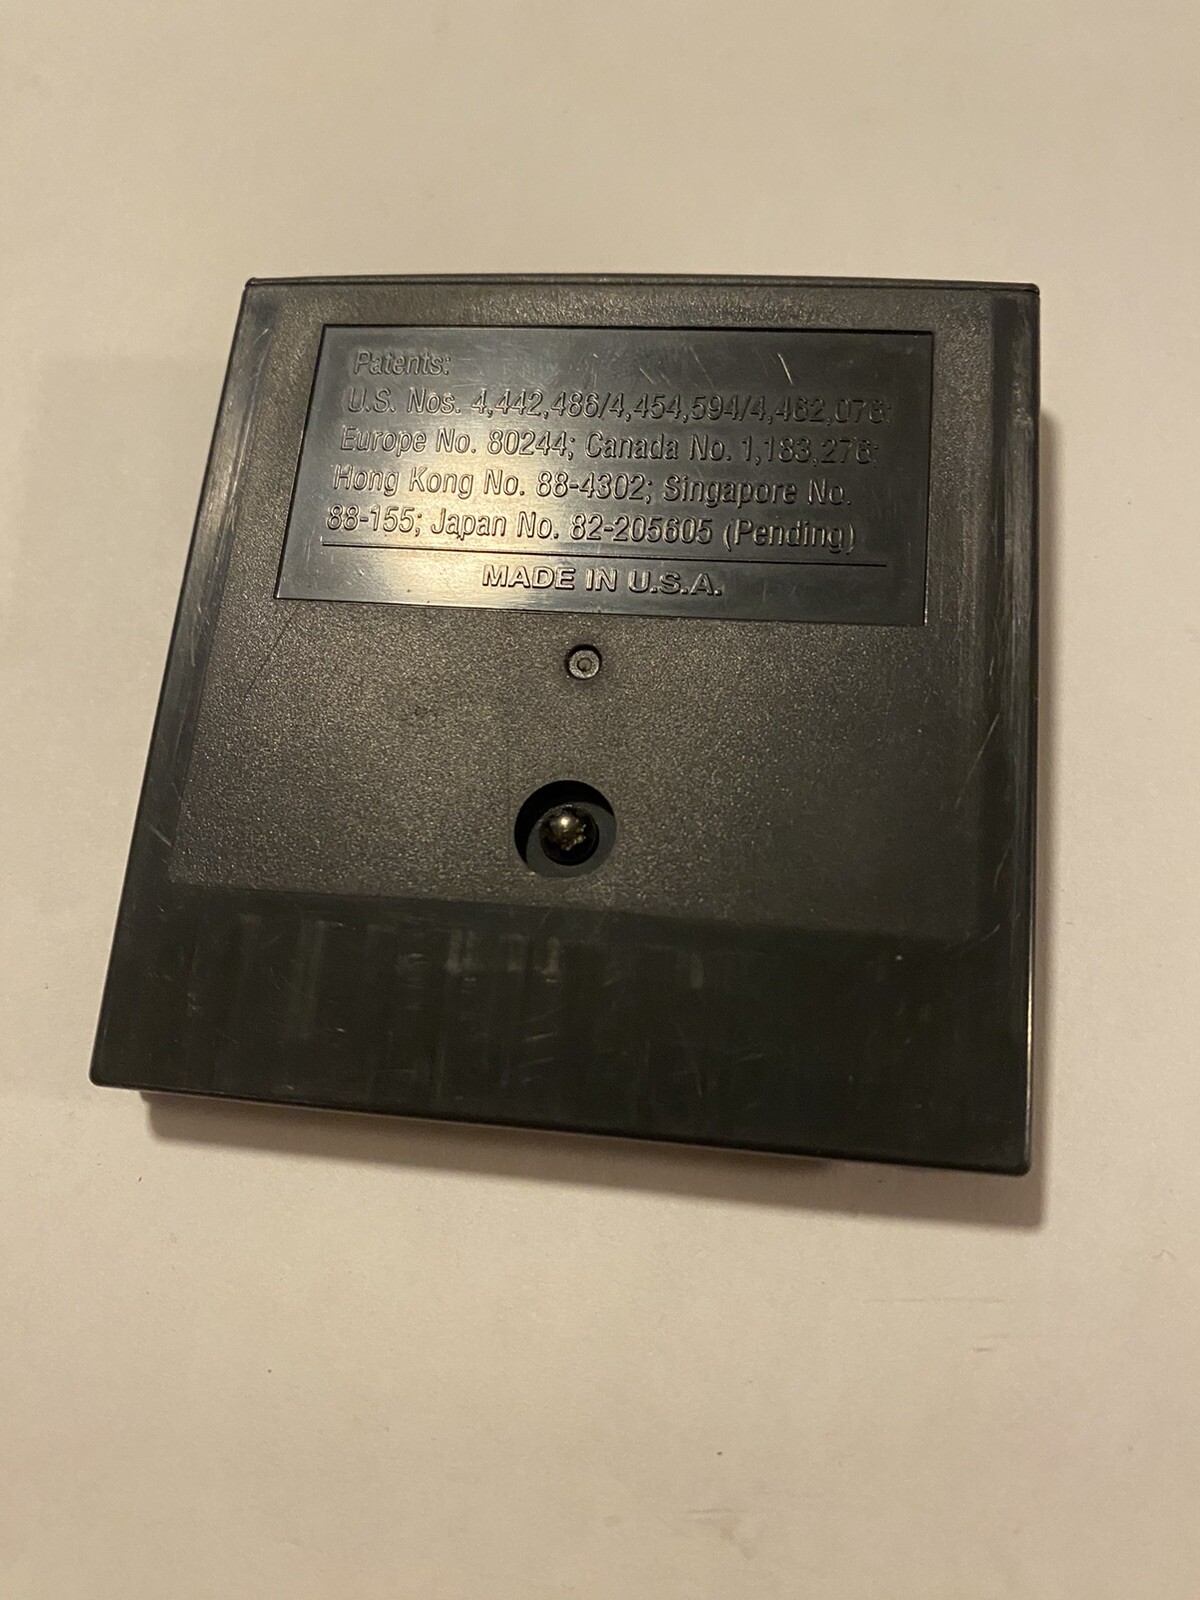 Patents:
U.S. Nos. 4,442,486/4,454,594/4,462,076;
Europe No. 80244; Canada No. 1,183,276;
Hong Kong No. 88-4302; Singapore No.
88-155; Japan No. 82-205605 (Pending)
MADE IN U.S.A.